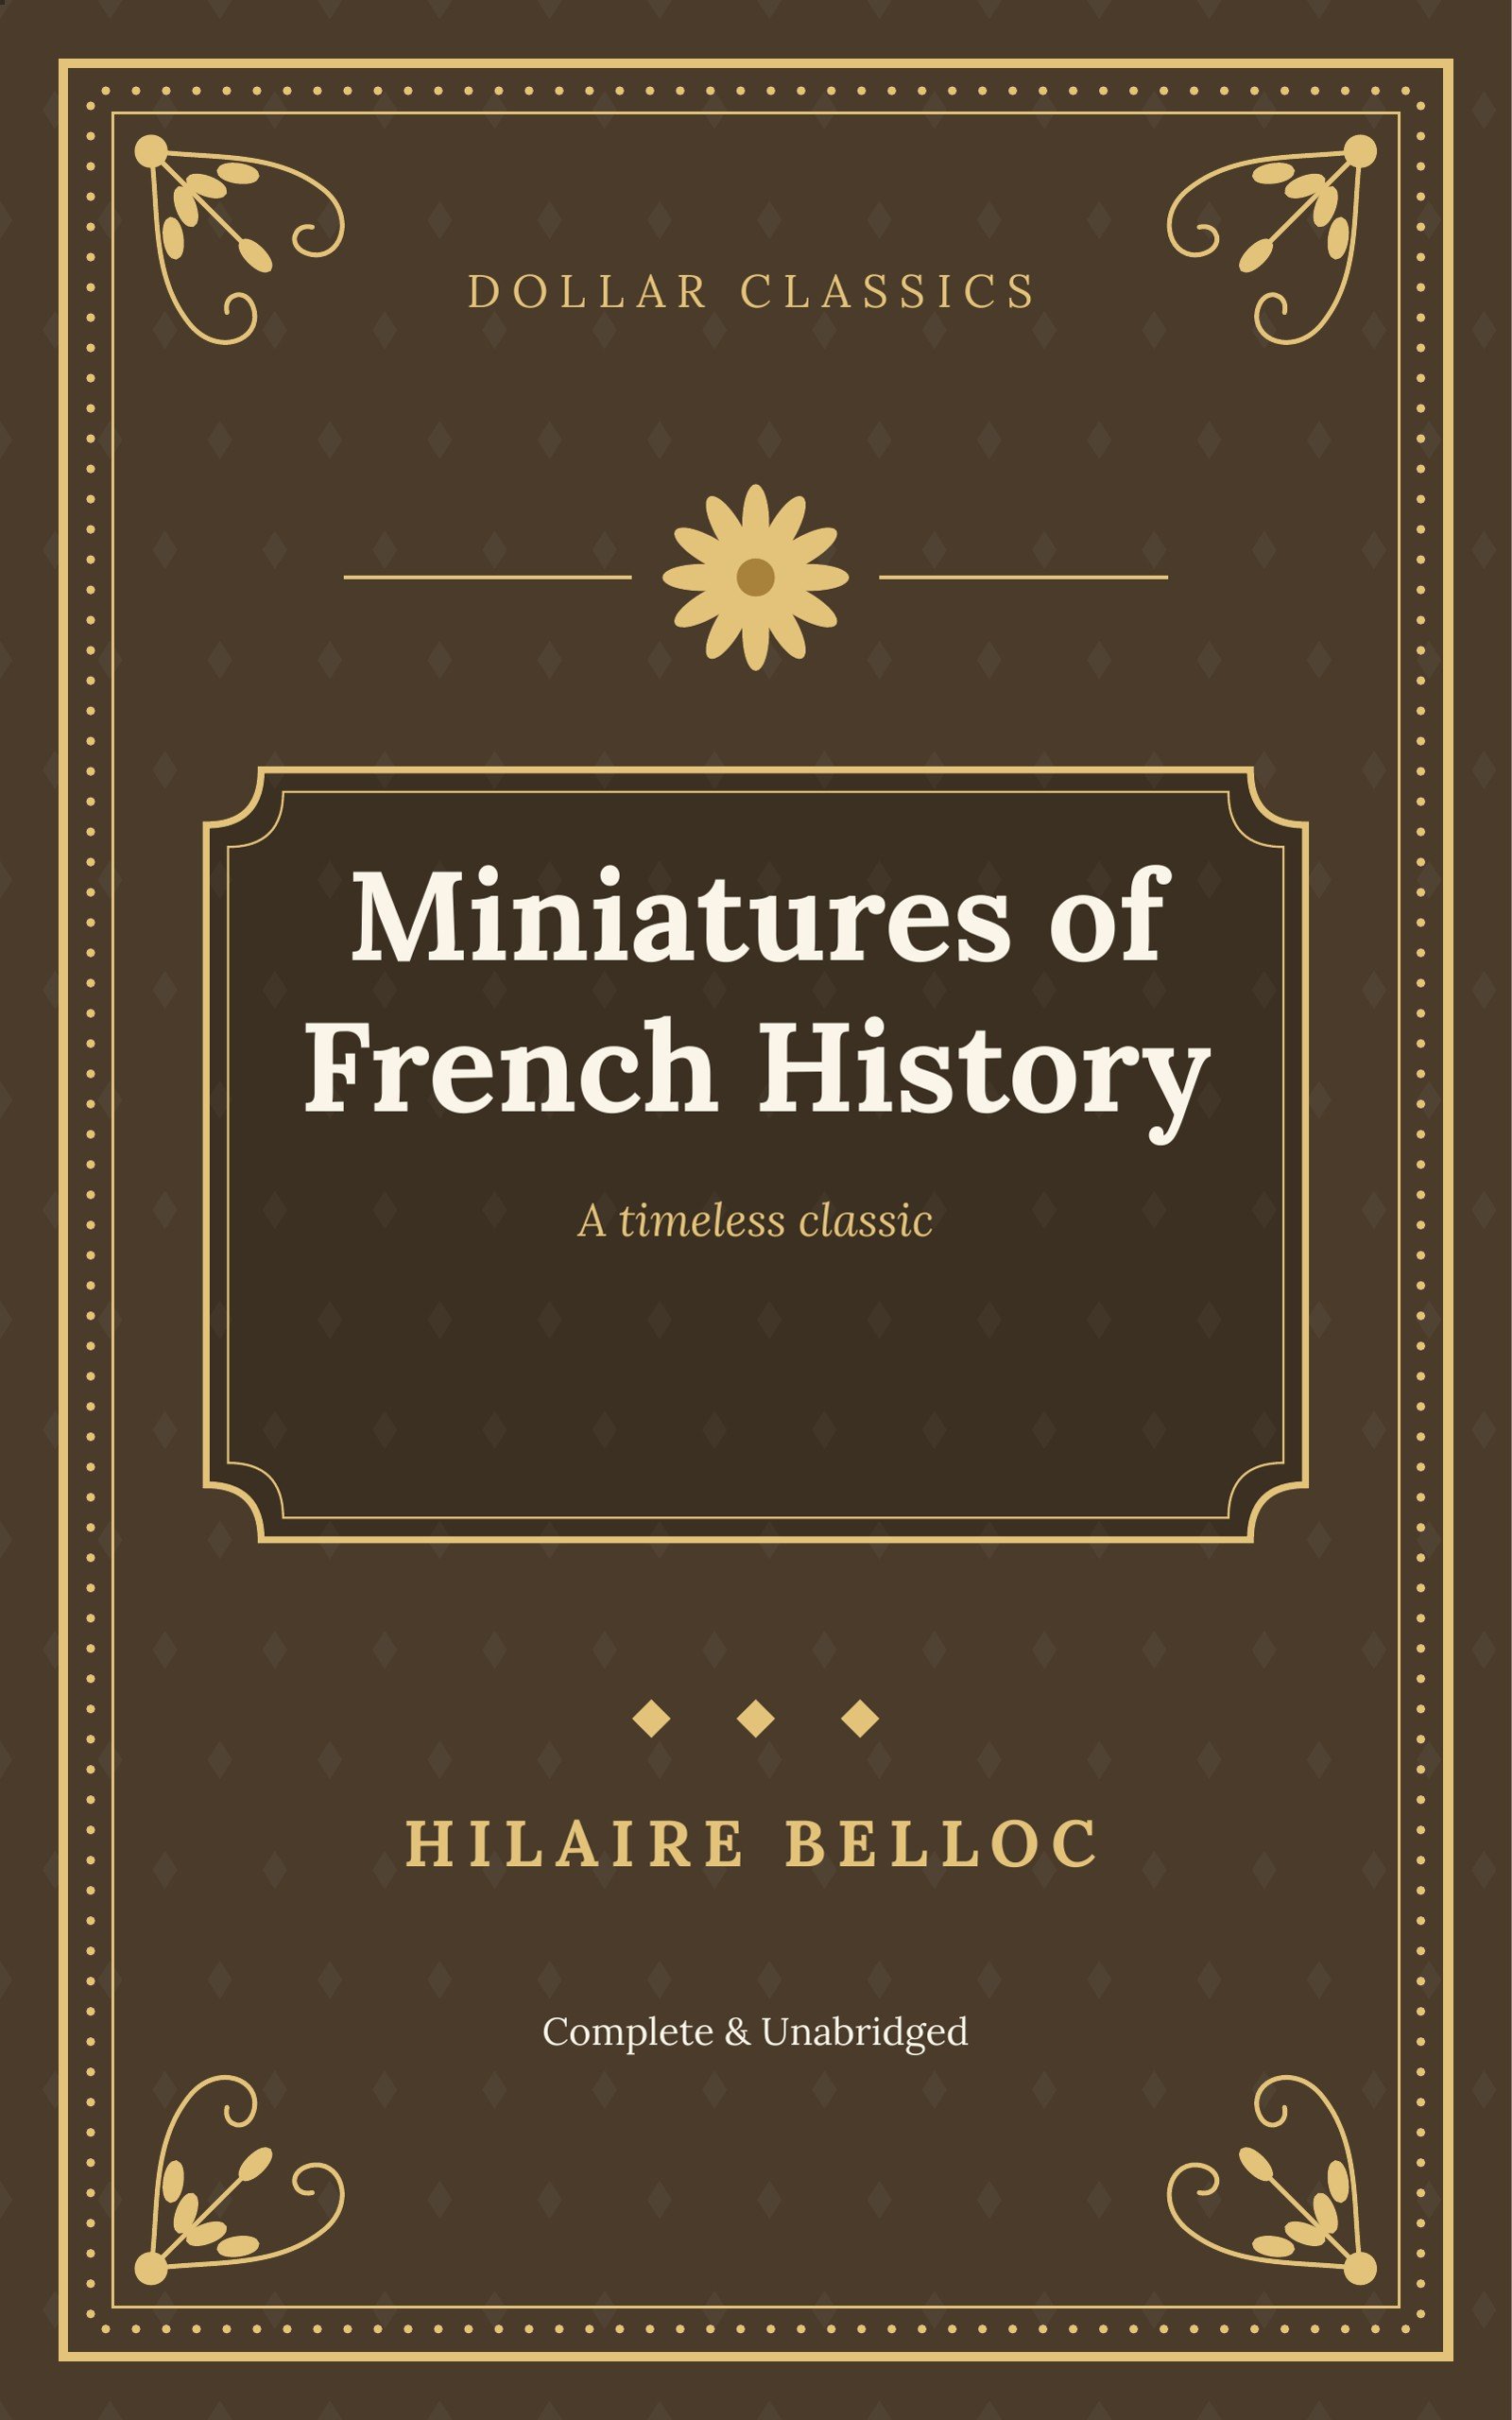 DOLLAR CLASSICS
Miniatures of
French History
A timeless classic
HILAIRE BELLOC
Complete & Unabridged